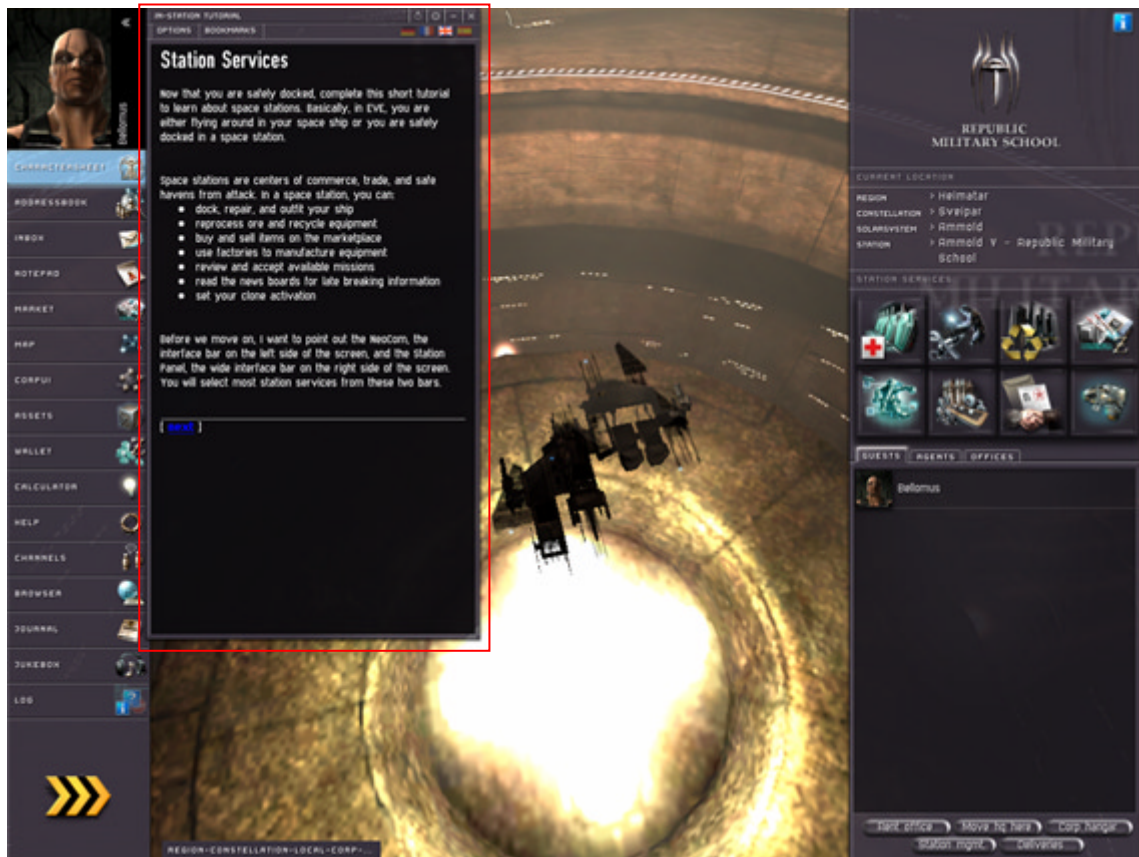 IN-STATION TUTORIAL
OPTIONS BOOKMARKS
Station Services
Now that you are safely docked, complete this short tutorial
to learn about space stations. Basically, in EVE, you are
either flying around in your space ship or you are safely
docked in a space station.
Space stations are centers of commerce, trade, and safe
havens from attack. In a space station, you can:
dock, repair, and outfit your ship
reprocess ore and recycle equipment
buy and sell items on the marketplace
use factories to manufacture equipment
review and accept available missions
read the news boards for late breaking information
set your clone activation
Before we move on, I want to point out the NeoCom, the
interface bar on the left side of the screen, and the Station
Panel, the wide interface bar on the right side of the screen.
You will select most station services from these two bars.
[ next ]
Bellomus
CHARACTERSHEET
ADDRESSBOOK
INBOX
NOTEPAD
MARKET
MAP
CORPUI
ASSETS
WALLET
CALCULATOR
HELP
CHANNELS
BROWSER
JOURNAL
JUKEBOX
LOG
REGION-CONSTELLATION-LOCAL-CORP-...
REPUBLIC
MILITARY SCHOOL
CURRENT LOCATION
REGION > Heimatar
CONSTELLATION > Sveipar
SOLARSYSTEM > Ammold
STATION > Ammold V - Republic Military
School
STATION SERVICES
GUESTS AGENTS OFFICES
Bellomus
Rent office Move hq here Corp hangar
Station mgmt. Deliveries